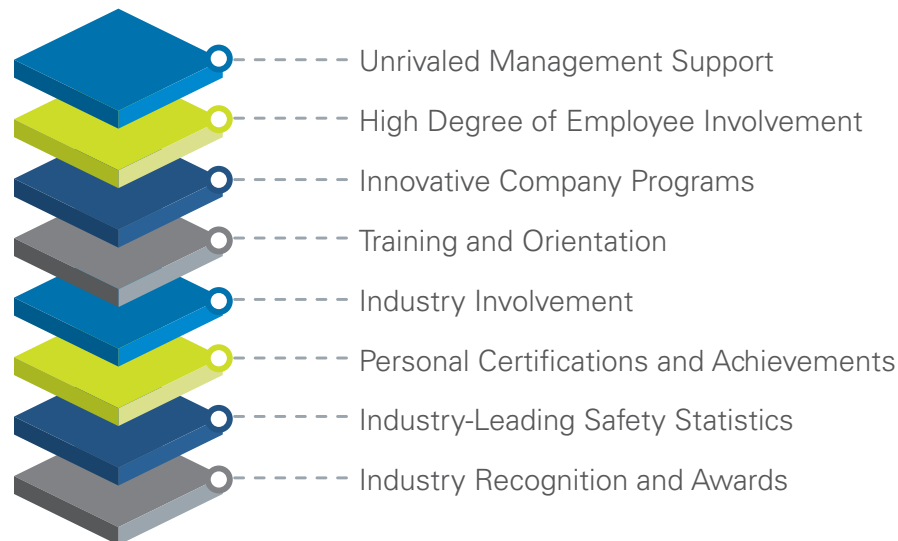 Unrivaled Management Support
High Degree of Employee Involvement
Innovative Company Programs
Training and Orientation
Industry Involvement
Personal Certifications and Achievements
Industry-Leading Safety Statistics
Industry Recognition and Awards